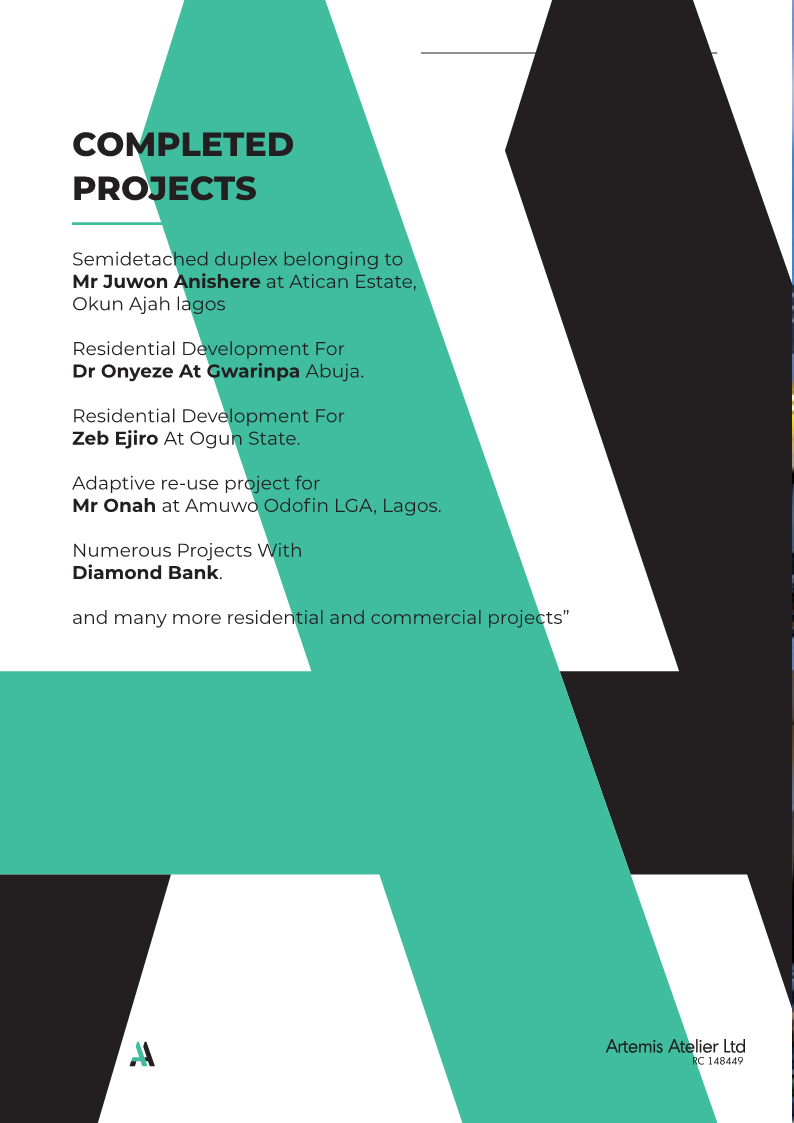 COMPLETED
PROJECTS
Semidetached duplex belonging to
Mr Juwon Anishere at Atican Estate,
Okun Ajah lagos
Residential Development For
Dr Onyeze At Gwarinpa Abuja.
Residential Development For
Zeb Ejiro At Ogun State.
Adaptive re-use project for
Mr Onah at Amuwo Odofin LGA, Lagos.
Numerous Projects With
Diamond Bank.
and many more residential and commercial projects”
Artemis Atelier Ltd
RC 148449